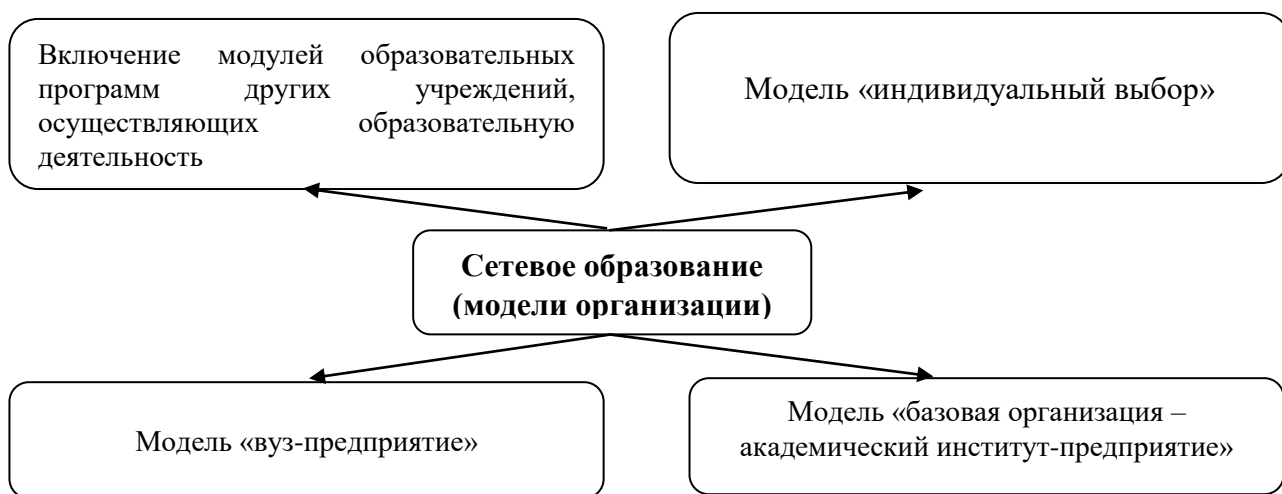 Включение модулей образовательных
программ других учреждений,
осуществляющих образовательную
деятельность
Модель «индивидуальный выбор»
Сетевое образование
(модели организации)
Модель «вуз-предприятие»
Модель «базовая организация –
академический институт-предприятие»